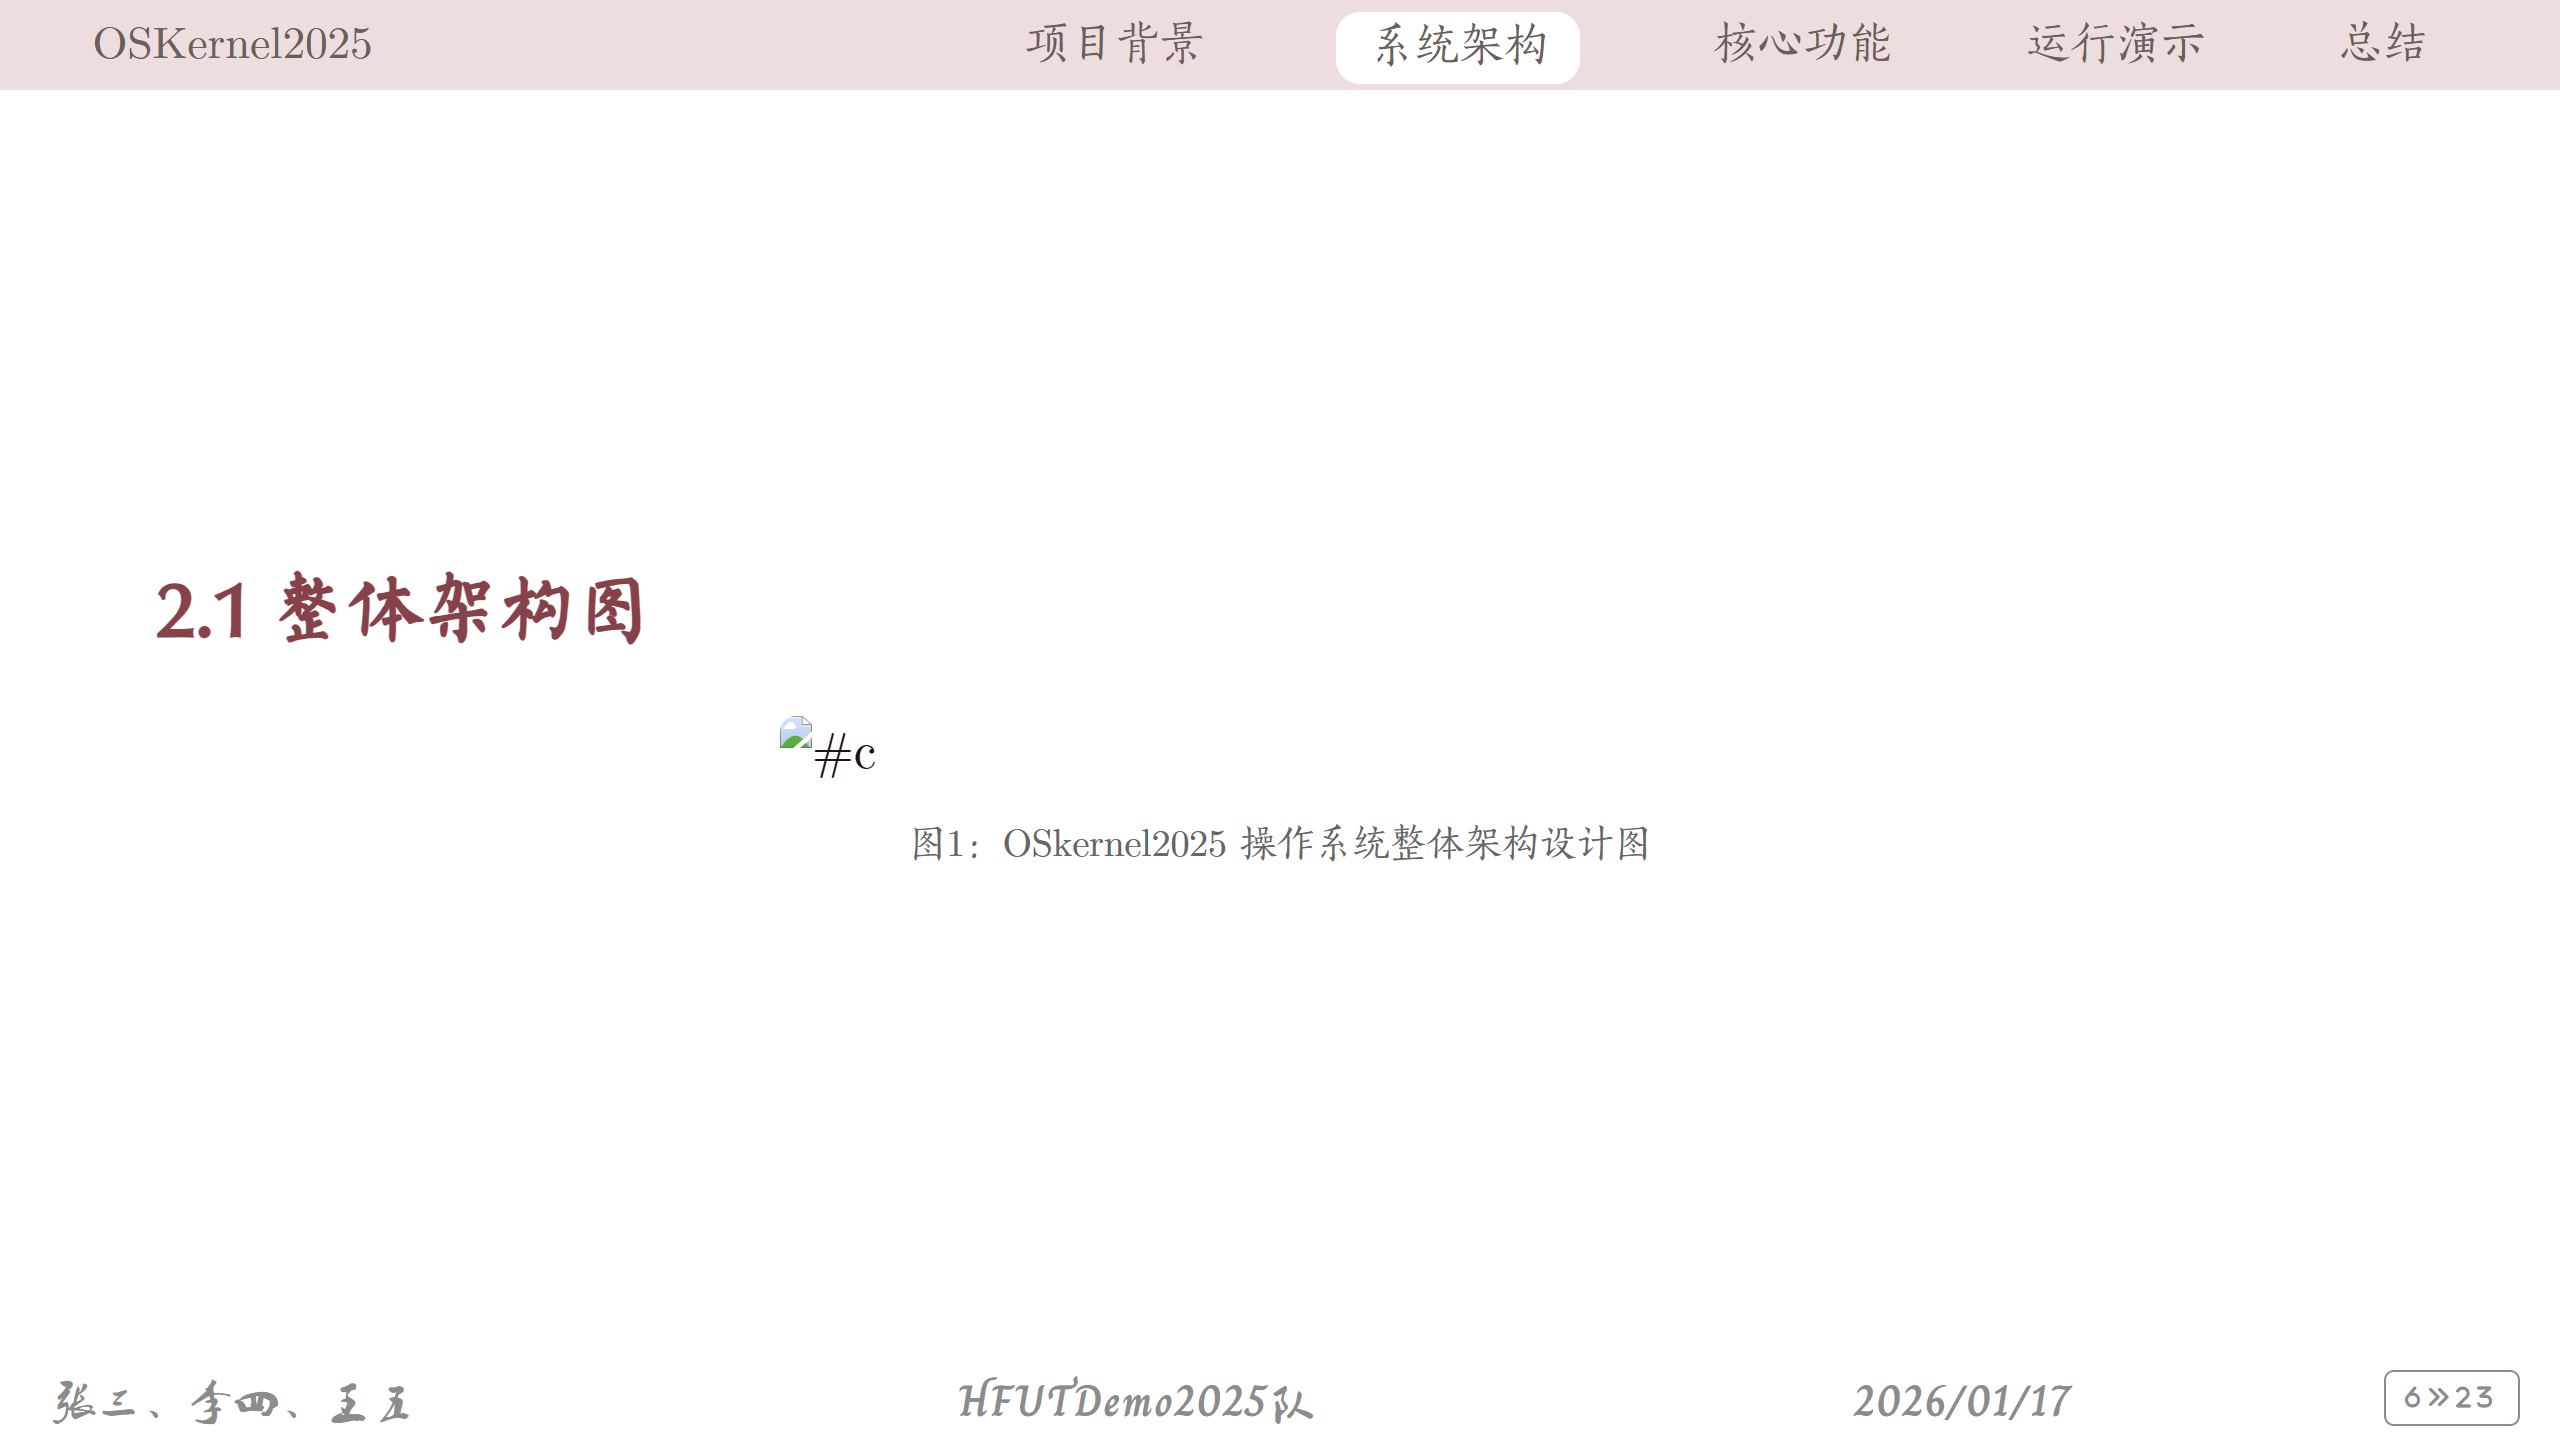 OSKernel2025 项目背景 系统架构 核心功能 运行演示 总结
2.1 整体架构图
#c
图1：OSkernel2025 操作系统整体架构设计图
张三、李四、王五 HFUTDemo2025队 2026/01/17 6»23